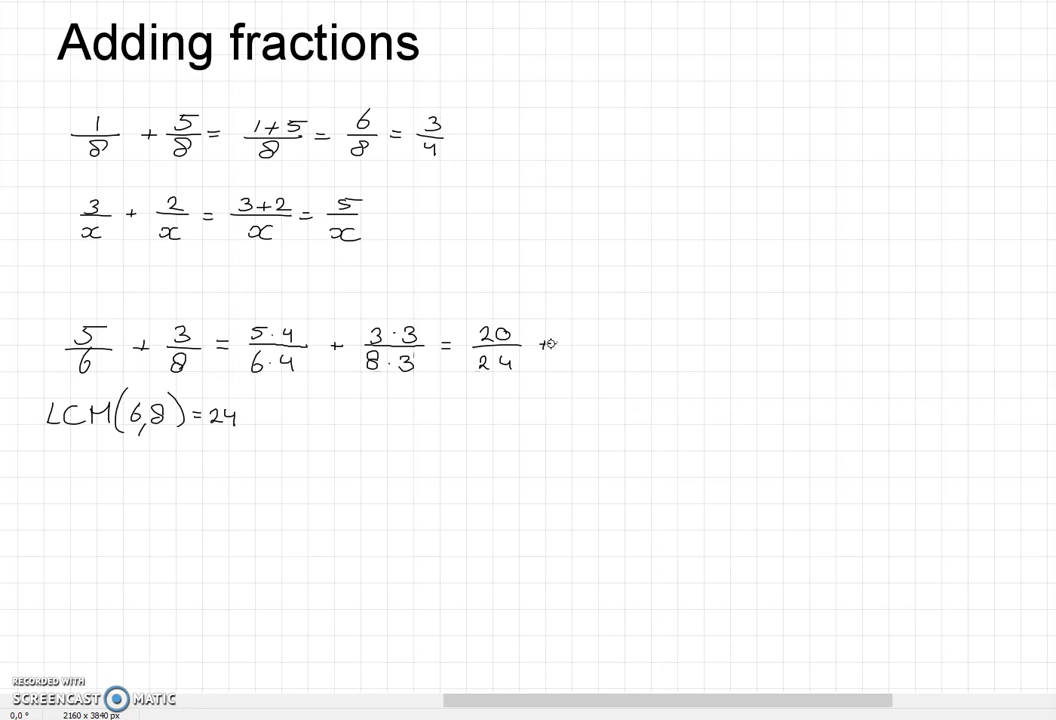 Adding fractions
1/8 + 5/8 = (1+5)/8 = 6/8 = 3/4
3/x + 2/x = (3+2)/x = 5/x
5/6 + 3/8 = (5·4)/(6·4) + (3·3)/(8·3) = 20/24 +
LCM(6,8) = 24
RECORDED WITH
SCREENCAST MATIC
0,0 ° 2160 x 3840 px